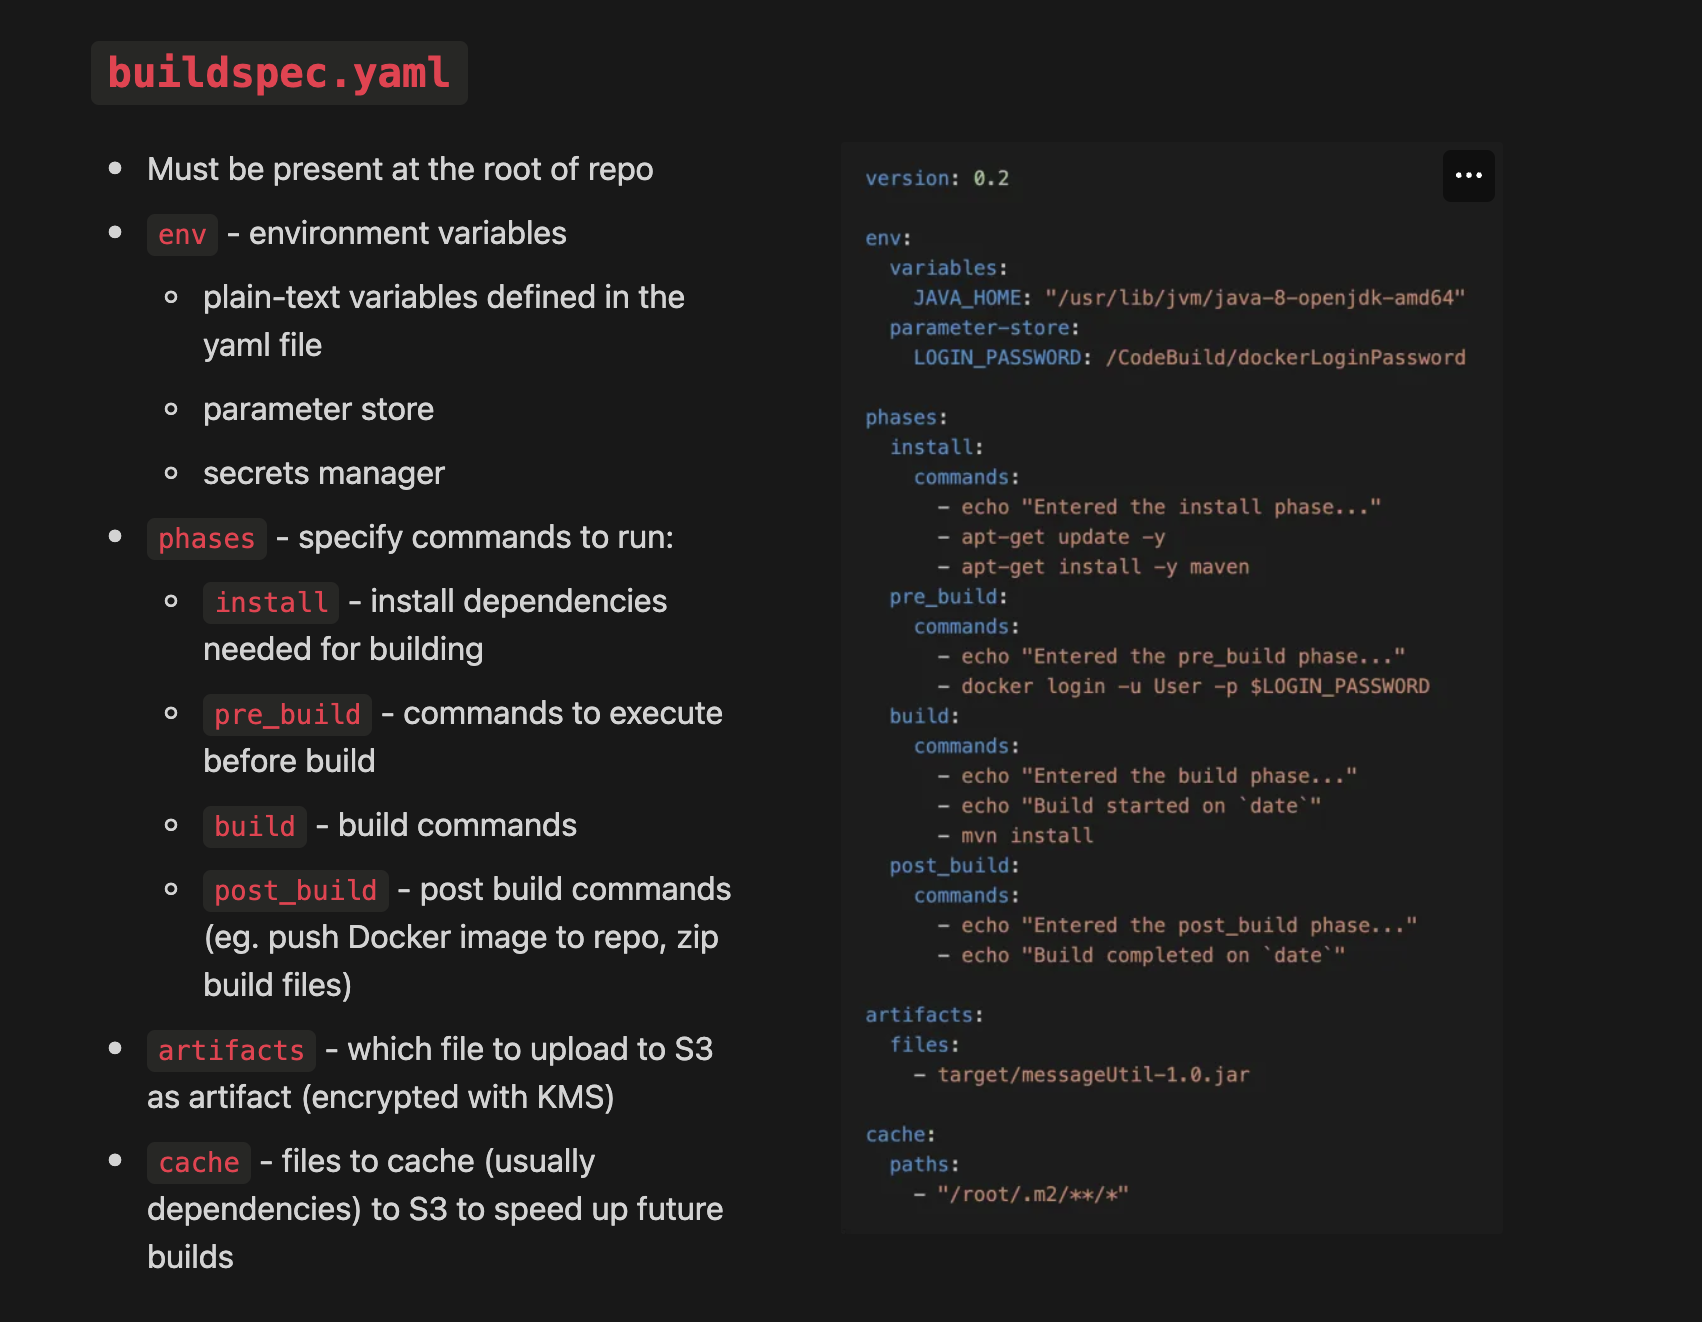 buildspec.yaml
Must be present at the root of repo
env - environment variables
plain-text variables defined in the
yaml file
parameter store
secrets manager
phases - specify commands to run:
install - install dependencies
needed for building
pre_build - commands to execute
before build
build - build commands
post_build - post build commands
(eg. push Docker image to repo, zip
build files)
artifacts - which file to upload to S3
as artifact (encrypted with KMS)
cache - files to cache (usually
dependencies) to S3 to speed up future
builds
version: 0.2
env:
  variables:
    JAVA_HOME: "/usr/lib/jvm/java-8-openjdk-amd64"
  parameter-store:
    LOGIN_PASSWORD: /CodeBuild/dockerLoginPassword
phases:
  install:
    commands:
      - echo "Entered the install phase..."
      - apt-get update -y
      - apt-get install -y maven
  pre_build:
    commands:
      - echo "Entered the pre_build phase..."
      - docker login -u User -p $LOGIN_PASSWORD
  build:
    commands:
      - echo "Entered the build phase..."
      - echo "Build started on `date`"
      - mvn install
  post_build:
    commands:
      - echo "Entered the post_build phase..."
      - echo "Build completed on `date`"
artifacts:
  files:
    - target/messageUtil-1.0.jar
cache:
  paths:
    - "/root/.m2/**/*"